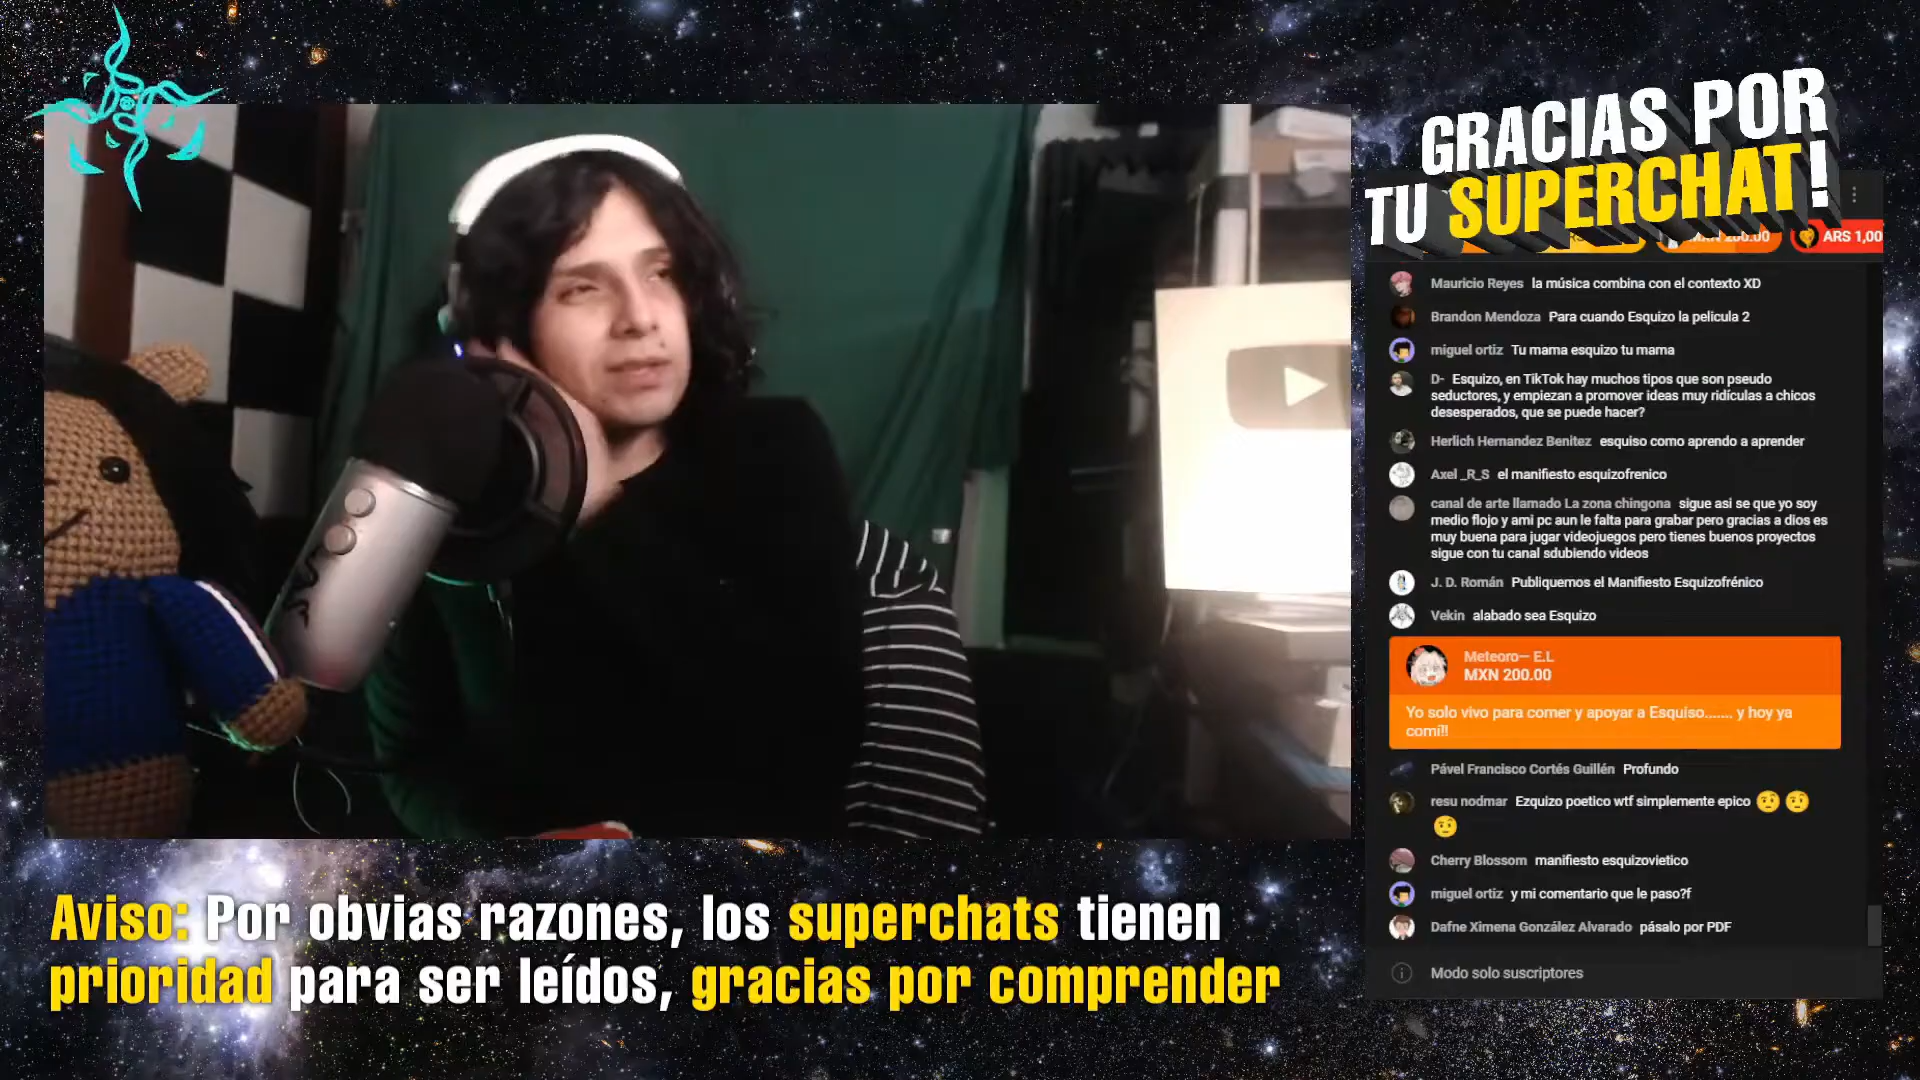 GRACIAS POR
TU SUPERCHAT!
MXN 200.00
ARS 1,00
Mauricio Reyes la música combina con el contexto XD
Brandon Mendoza Para cuando Esquizo la pelicula 2
miguel ortiz Tu mama esquizo tu mama
D- Esquizo, en TikTok hay muchos tipos que son pseudo
seductores, y empiezan a promover ideas muy ridículas a chicos
desesperados, que se puede hacer?
Herlich Hernandez Benitez esquiso como aprendo a aprender
Axel _R_S el manifiesto esquizofrenico
canal de arte llamado La zona chingona sigue asi se que yo soy
medio flojo y ami pc aun le falta para grabar pero gracias a dios es
muy buena para jugar videojuegos pero tienes buenos proyectos
sigue con tu canal sdubiendo videos
J. D. Román Publiquemos el Manifiesto Esquizofrénico
Vekin alabado sea Esquizo
Meteoro— E.L
MXN 200.00
Yo solo vivo para comer y apoyar a Esquiso....... y hoy ya
comi!!
Pável Francisco Cortés Guillén Profundo
resu nodmar Ezquizo poetico wtf simplemente epico
Cherry Blossom manifiesto esquizovietico
miguel ortiz y mi comentario que le paso?f
Dafne Ximena González Alvarado pásalo por PDF
Modo solo suscriptores
Aviso: Por obvias razones, los superchats tienen
prioridad para ser leídos, gracias por comprender